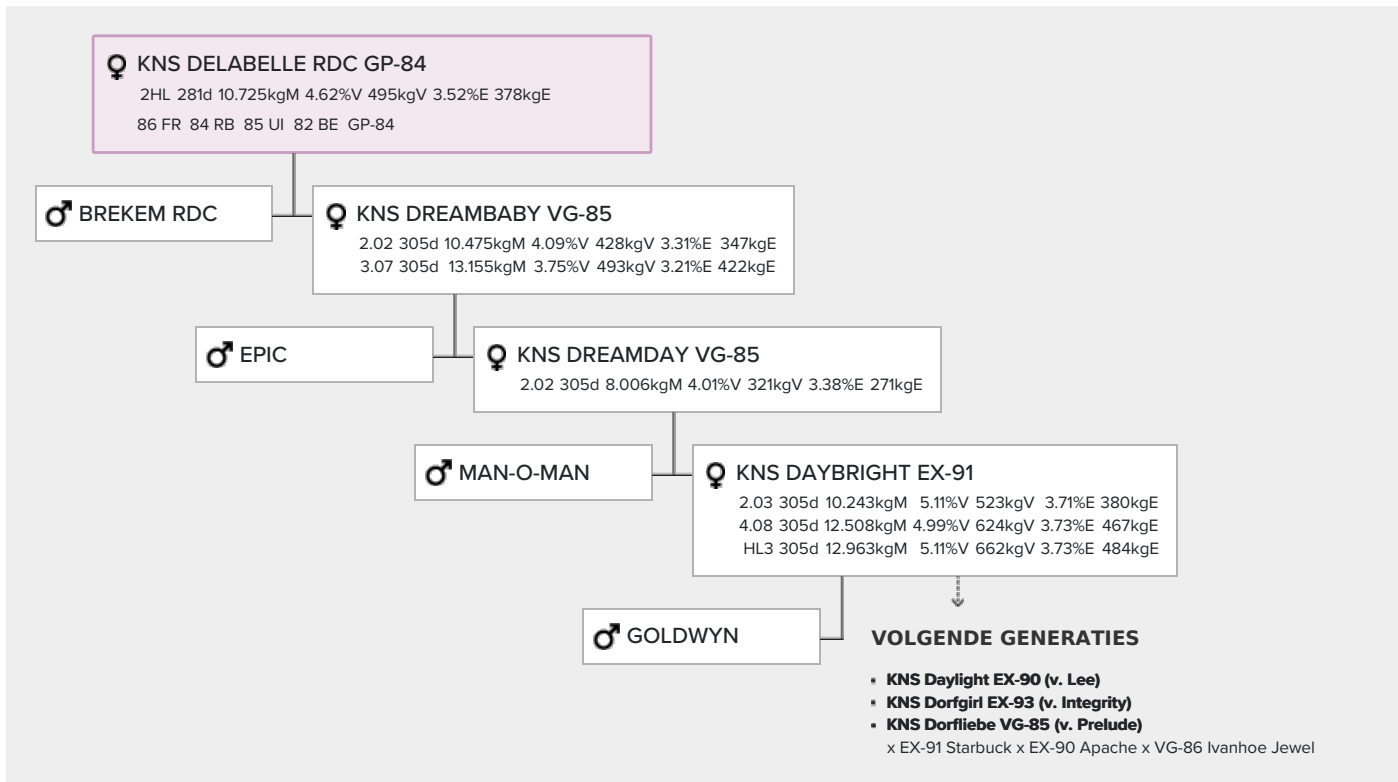 KNS DELABELLE RDC GP-84
2HL 281d 10.725kgM 4.62%V 495kgV 3.52%E 378kgE
86 FR 84 RB 85 UI 82 BE GP-84
BREKEM RDC
KNS DREAMBABY VG-85
2.02 305d 10.475kgM 4.09%V 428kgV 3.31%E 347kgE
3.07 305d 13.155kgM 3.75%V 493kgV 3.21%E 422kgE
EPIC
KNS DREAMDAY VG-85
2.02 305d 8.006kgM 4.01%V 321kgV 3.38%E 271kgE
MAN-O-MAN
KNS DAYBRIGHT EX-91
2.03 305d 10.243kgM 5.11%V 523kgV 3.71%E 380kgE
4.08 305d 12.508kgM 4.99%V 624kgV 3.73%E 467kgE
HL3 305d 12.963kgM 5.11%V 662kgV 3.73%E 484kgE
GOLDWYN
VOLGENDE GENERATIES
KNS Daylight EX-90 (v. Lee)
KNS Dorfgirl EX-93 (v. Integrity)
KNS Dorfliebe VG-85 (v. Prelude)
x EX-91 Starbuck x EX-90 Apache x VG-86 Ivanhoe Jewel